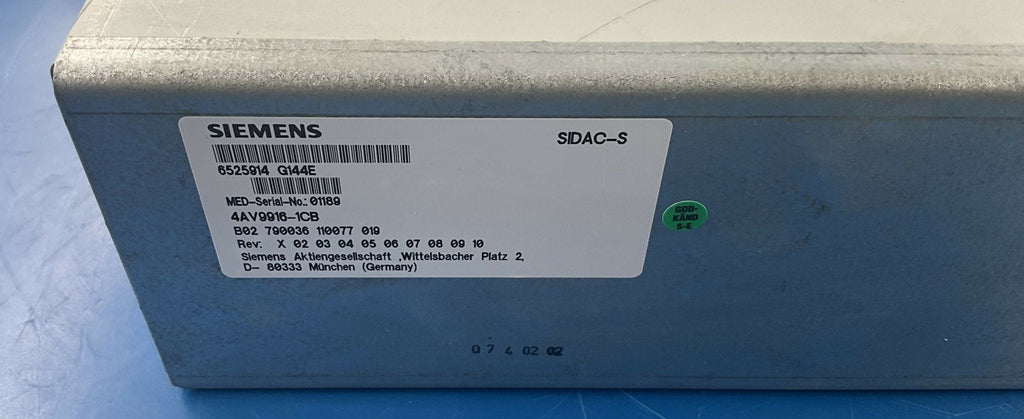 SIEMENS
SIDAC-S
6525914 G144E
MED-Serial-No.: 01189
4AV9916-1CB
B02 790036 110077 019
Rev: X 02 03 04 05 06 07 08 09 10
Siemens Aktiengesellschaft ,Wittelsbacher Platz 2,
D- 80333 München (Germany)
GOD-
KÄND
S-E
Q 7 4 02 02